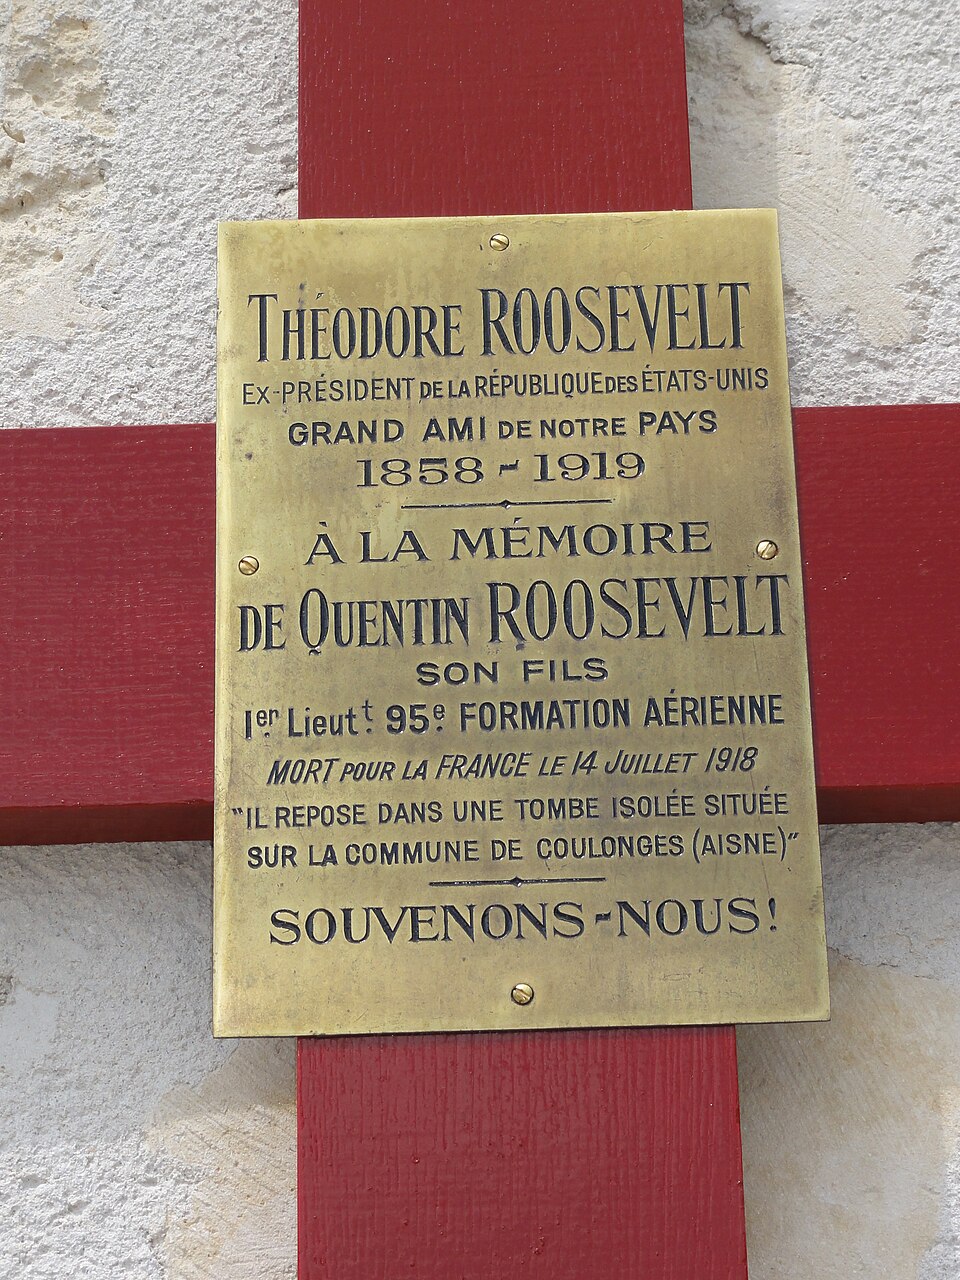 THÉODORE ROOSEVELT
EX-PRÉSIDENT DE LA RÉPUBLIQUE DES ÉTATS-UNIS
GRAND AMI DE NOTRE PAYS
1858 - 1919
À LA MÉMOIRE
DE QUENTIN ROOSEVELT
SON FILS
1er Lieutt. 95e FORMATION AÉRIENNE
MORT POUR LA FRANCE LE 14 JUILLET 1918
"IL REPOSE DANS UNE TOMBE ISOLÉE SITUÉE
SUR LA COMMUNE DE COULONGES (AISNE)"
SOUVENONS-NOUS!